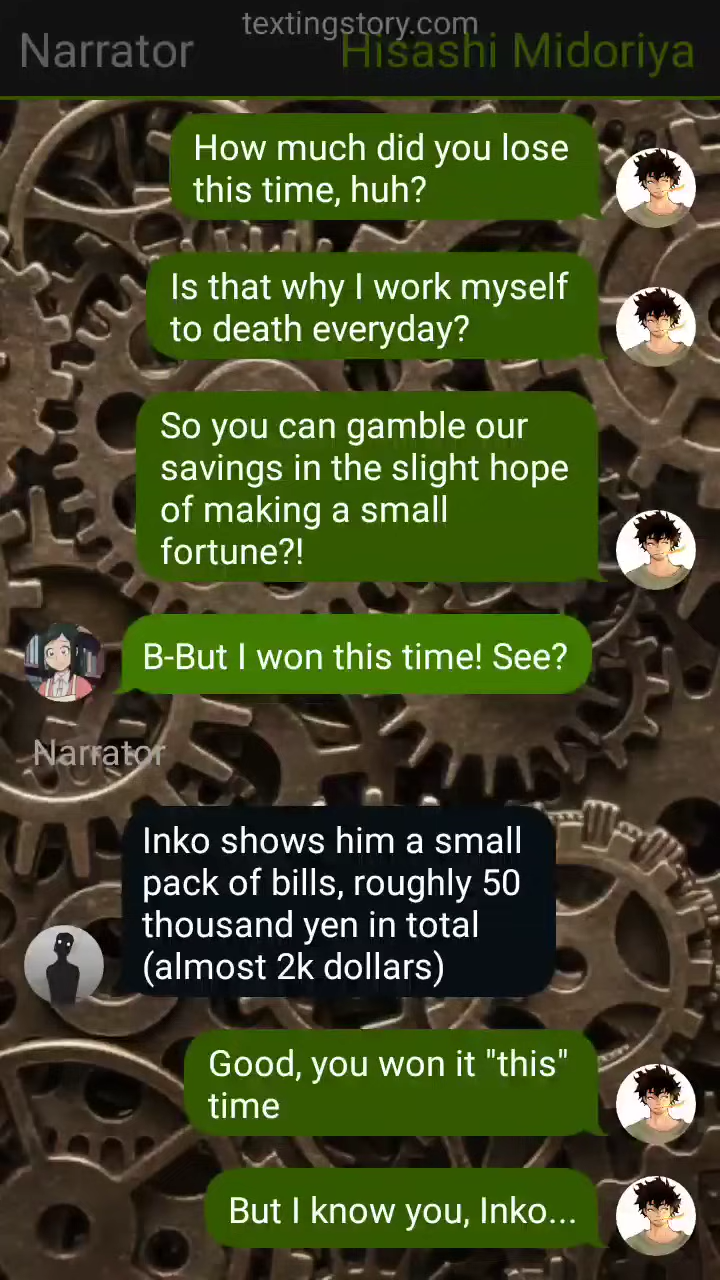 textingstory.com
Narrator
Hisashi Midoriya
How much did you lose
this time, huh?
Is that why I work myself
to death everyday?
So you can gamble our
savings in the slight hope
of making a small
fortune?!
B-But I won this time! See?
Narrator
Inko shows him a small
pack of bills, roughly 50
thousand yen in total
(almost 2k dollars)
Good, you won it "this"
time
But I know you, Inko...